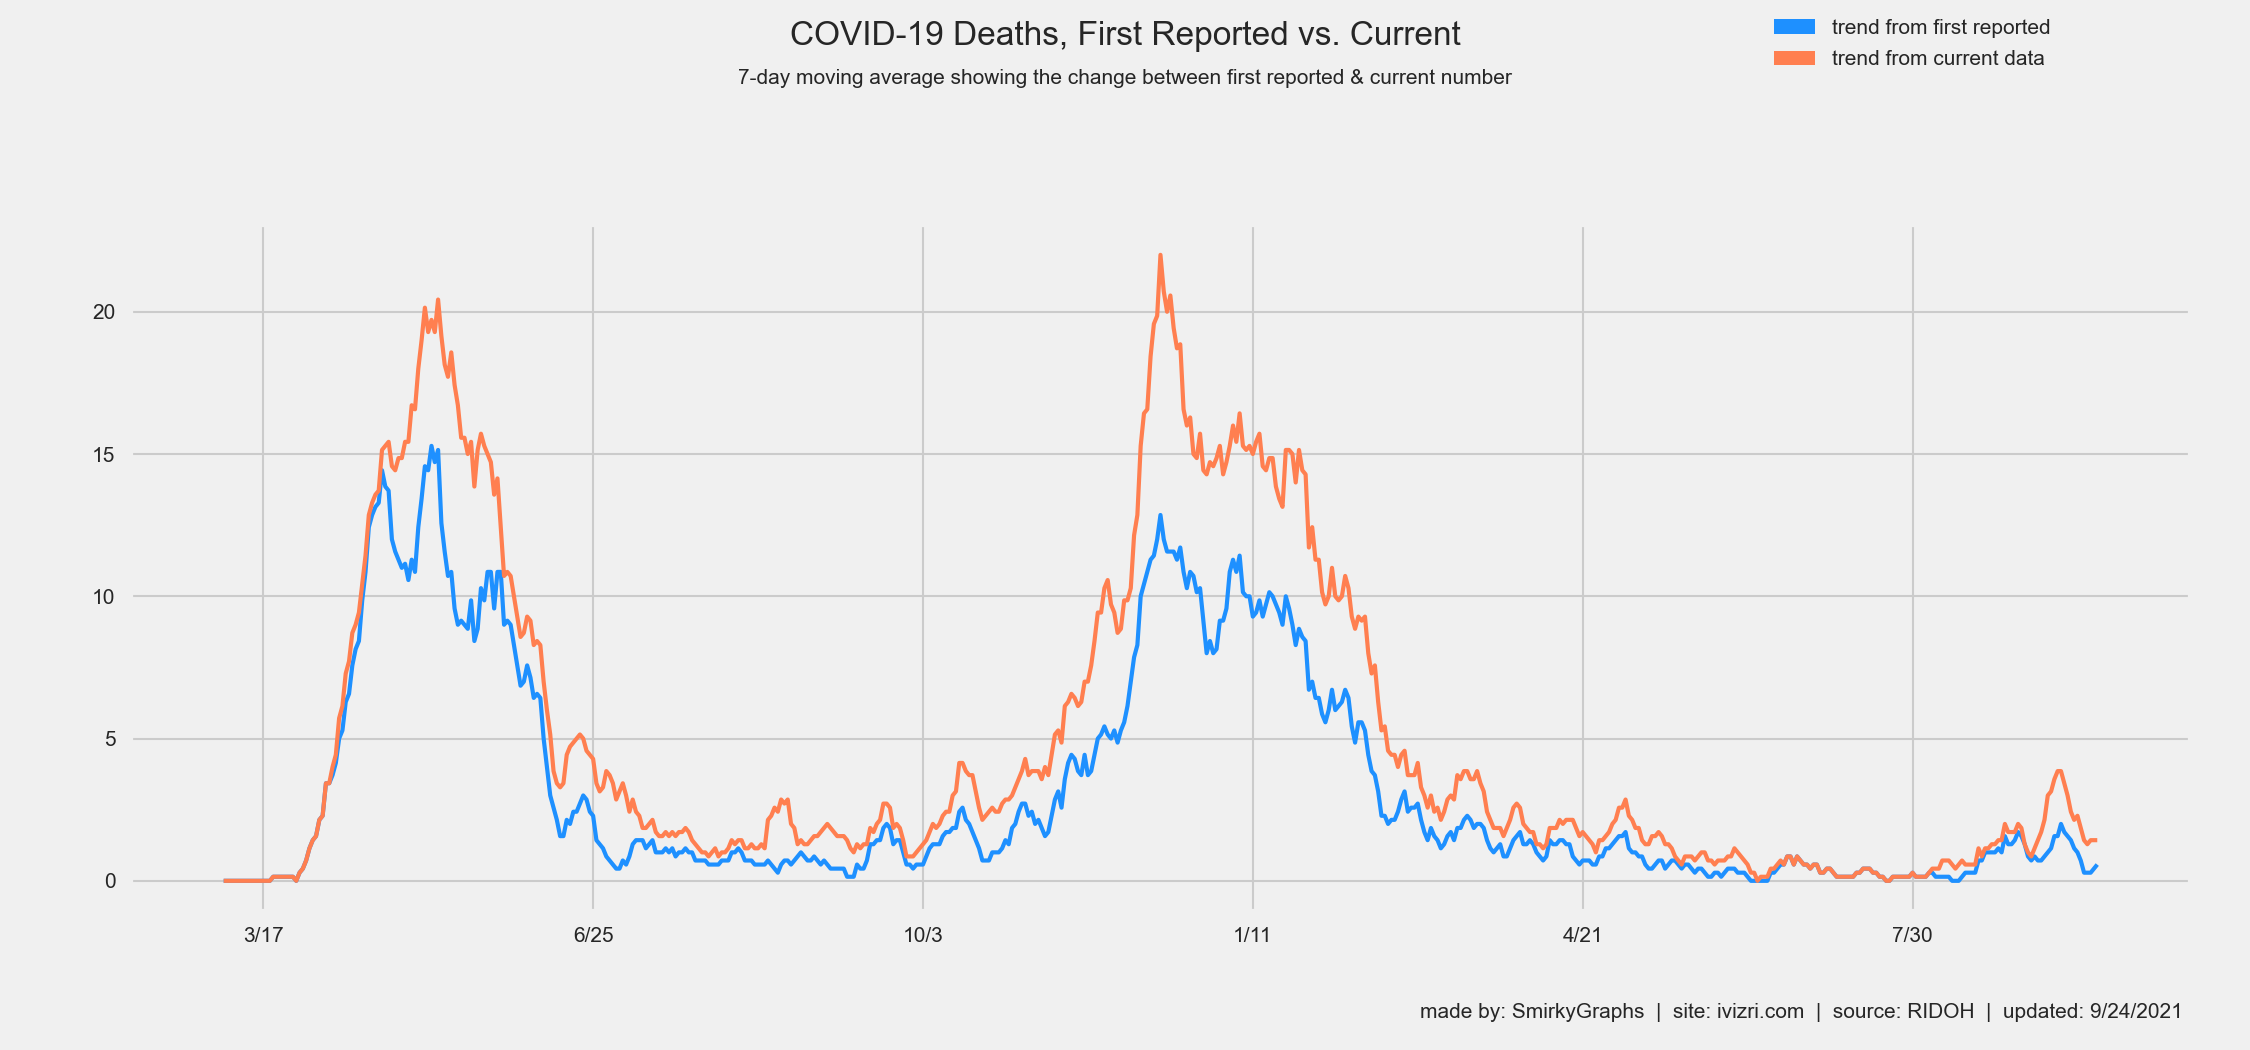 COVID-19 Deaths, First Reported vs. Current
7-day moving average showing the change between first reported & current number
trend from first reported
trend from current data
20
15
10
5
0
3/17 6/25 10/3 1/11 4/21 7/30
made by: SmirkyGraphs | site: ivizri.com | source: RIDOH | updated: 9/24/2021